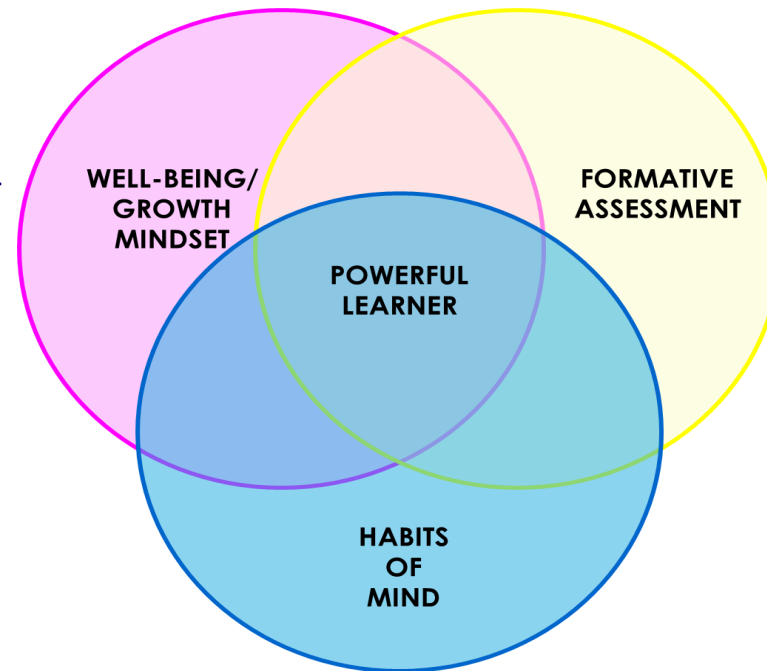 WELL-BEING/
GROWTH
MINDSET
FORMATIVE
ASSESSMENT
POWERFUL
LEARNER
HABITS
OF
MIND